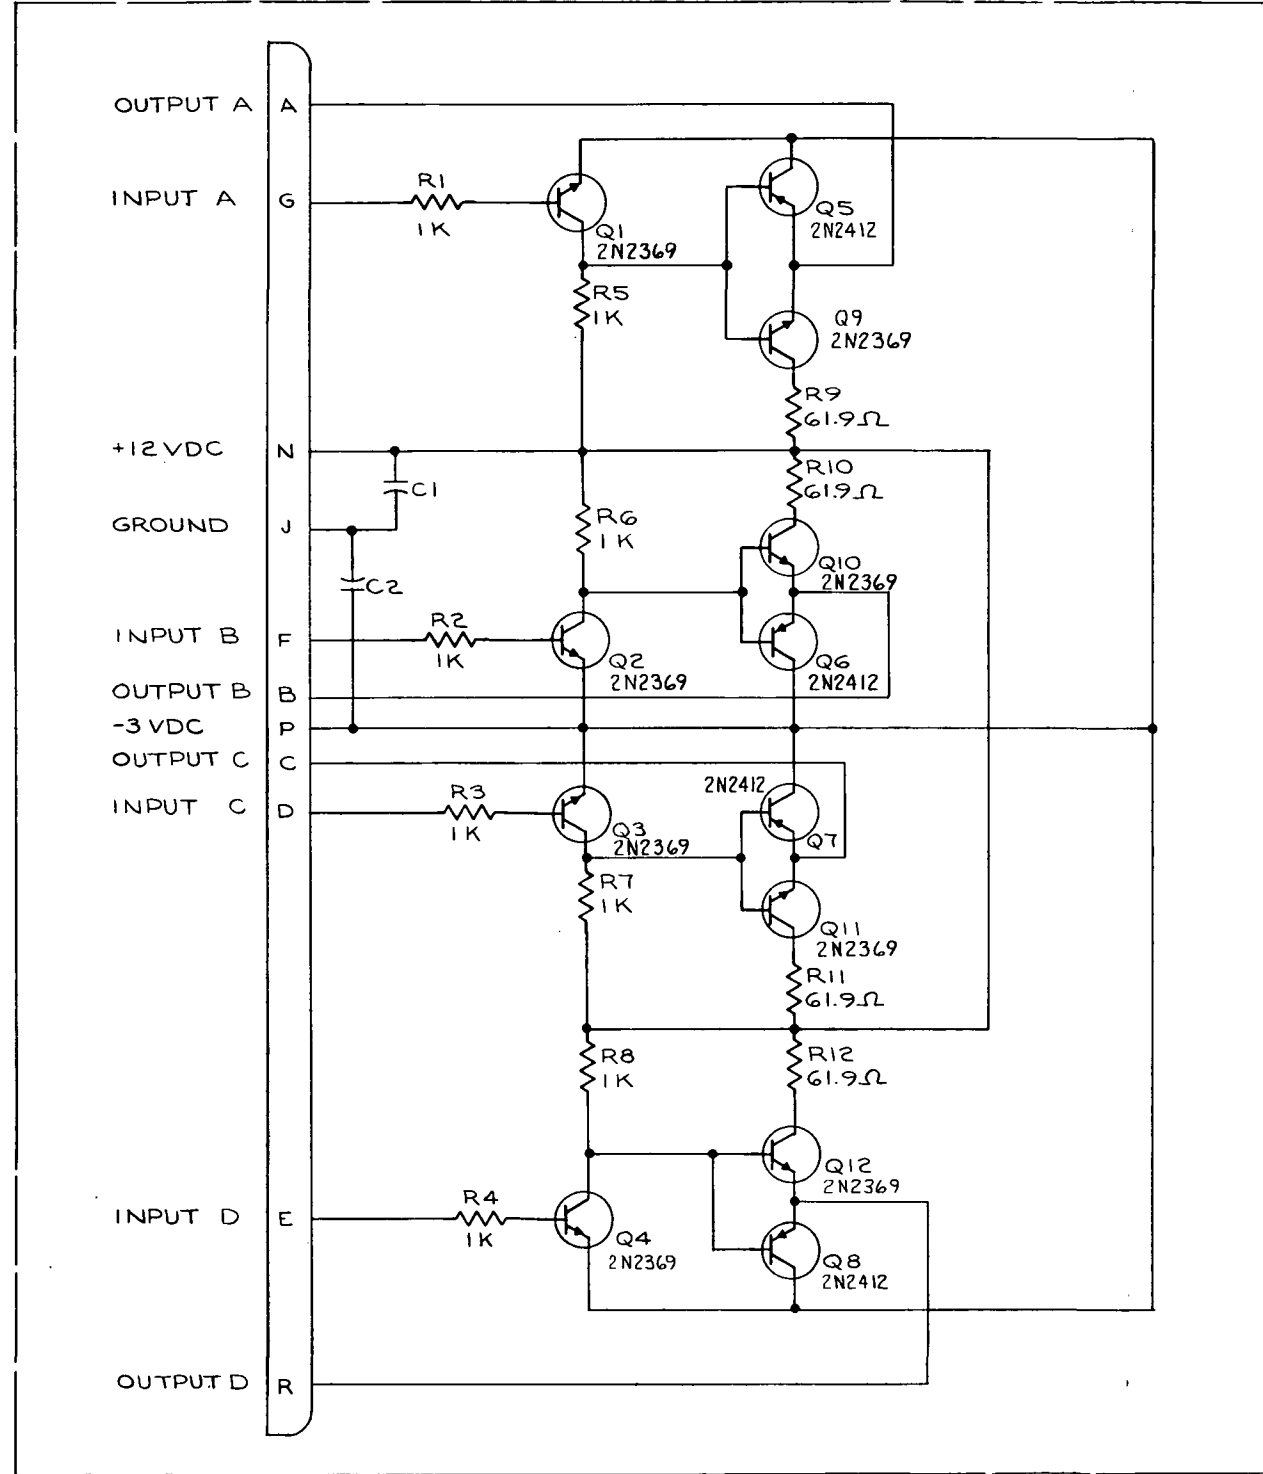 OUTPUT A A
INPUT A G
R1
1K
Q1
2N2369
Q5
2N2412
R5
1K
Q9
2N2369
R9
61.9Ω
+12 VDC N
R10
61.9Ω
C1
GROUND J
R6
1K
Q10
2N2369
C2
INPUT B F
R2
1K
Q2
2N2369
Q6
2N2412
OUTPUT B B
-3 VDC P
OUTPUT C C
INPUT C D
R3
1K
2N2412
Q7
Q3
2N2369
R7
1K
Q11
2N2369
R11
61.9Ω
R8
1K
R12
61.9Ω
Q12
2N2369
INPUT D E
R4
1K
Q4
2N2369
Q8
2N2412
OUTPUT D R